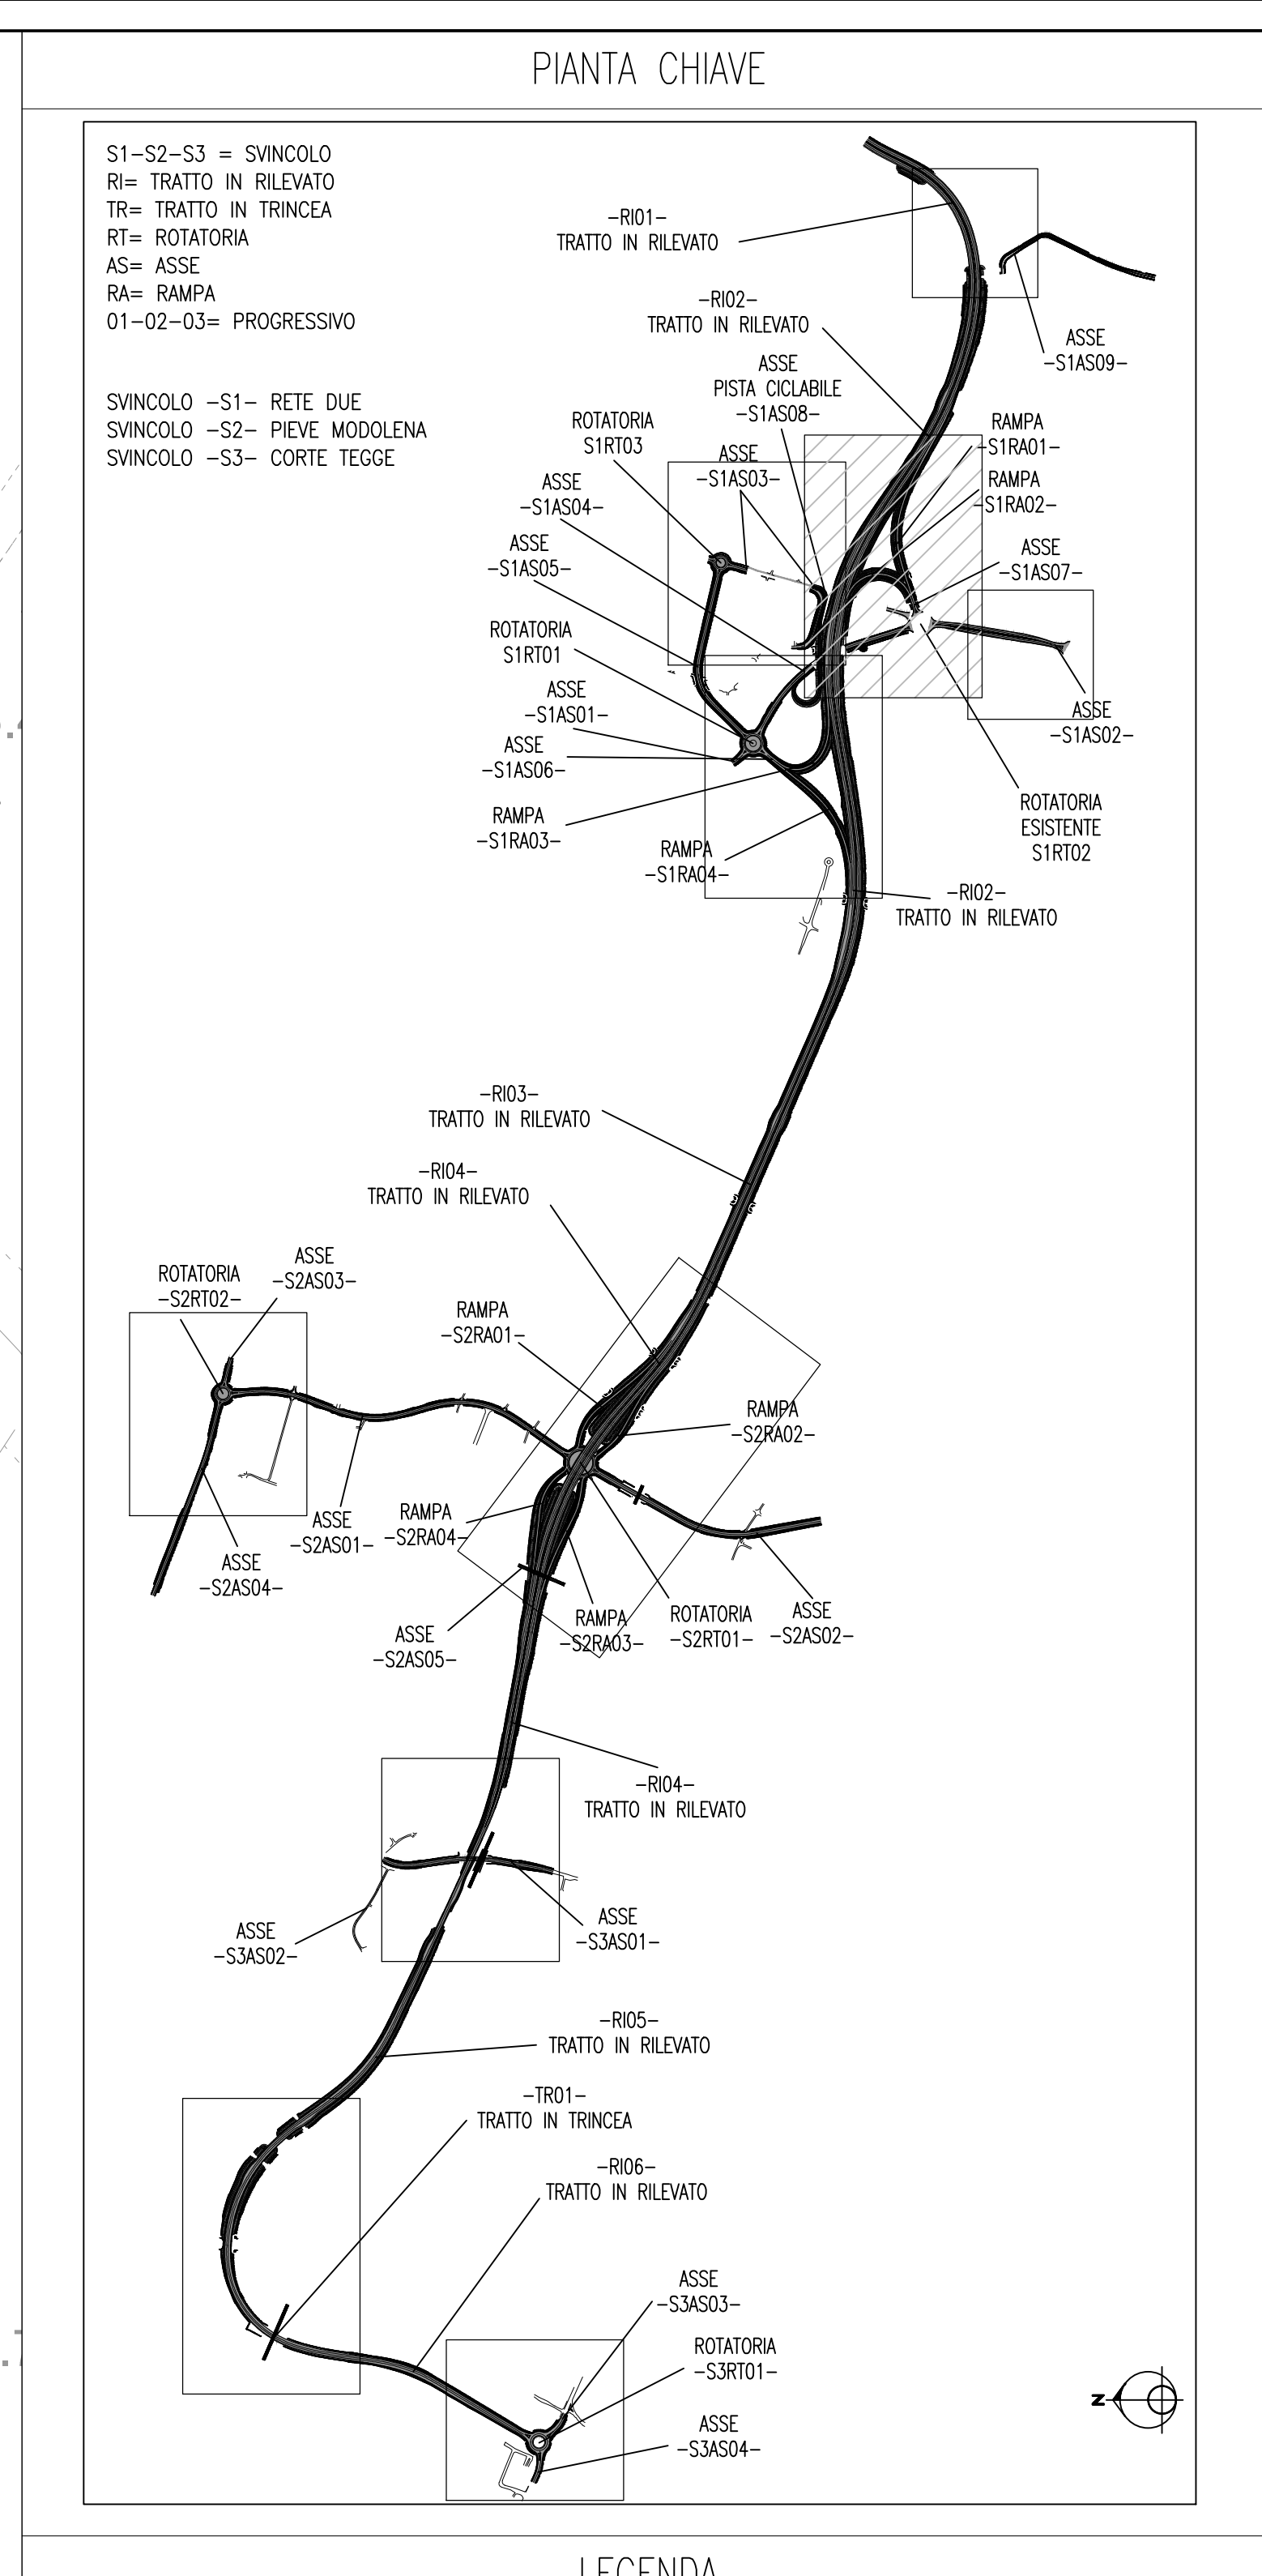 PIANTA CHIAVE
S1-S2-S3 = SVINCOLO
RI= TRATTO IN RILEVATO
TR= TRATTO IN TRINCEA
RT= ROTATORIA
AS= ASSE
RA= RAMPA
01-02-03= PROGRESSIVO
SVINCOLO -S1- RETE DUE
SVINCOLO -S2- PIEVE MODOLENA
SVINCOLO -S3- CORTE TEGGE
-RI01-
TRATTO IN RILEVATO
-RI02-
TRATTO IN RILEVATO
ASSE
-S1AS09-
ASSE
PISTA CICLABILE
-S1AS08-
ROTATORIA
S1RT03
RAMPA
-S1RA01-
ASSE
-S1AS03-
ASSE
-S1AS04-
RAMPA
-S1RA02-
ASSE
-S1AS05-
ASSE
-S1AS07-
ROTATORIA
S1RT01
ASSE
-S1AS01-
ASSE
-S1AS02-
ASSE
-S1AS06-
ROTATORIA
ESISTENTE
S1RT02
RAMPA
-S1RA03-
RAMPA
-S1RA04-
-RI02-
TRATTO IN RILEVATO
-RI03-
TRATTO IN RILEVATO
-RI04-
TRATTO IN RILEVATO
ASSE
-S2AS03-
ROTATORIA
-S2RT02-
RAMPA
-S2RA01-
RAMPA
-S2RA02-
RAMPA
-S2RA04-
ASSE
-S2AS01-
ASSE
-S2AS04-
RAMPA
-S2RA03-
ROTATORIA
-S2RT01-
ASSE
-S2AS02-
ASSE
-S2AS05-
-RI04-
TRATTO IN RILEVATO
ASSE
-S3AS01-
ASSE
-S3AS02-
-RI05-
TRATTO IN RILEVATO
-TR01-
TRATTO IN TRINCEA
-RI06-
TRATTO IN RILEVATO
ASSE
-S3AS03-
ROTATORIA
-S3RT01-
N
ASSE
-S3AS04-
LEGENDA